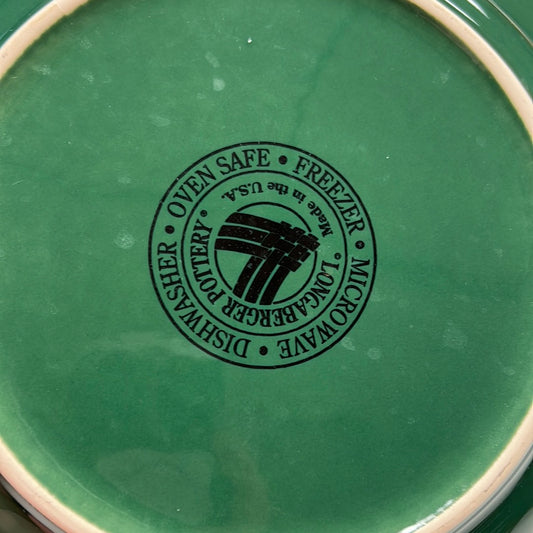 OVEN SAFE • FREEZER • MICROWAVE • DISHWASHER •
• LONGABERGER POTTERY •
Made in the U.S.A.